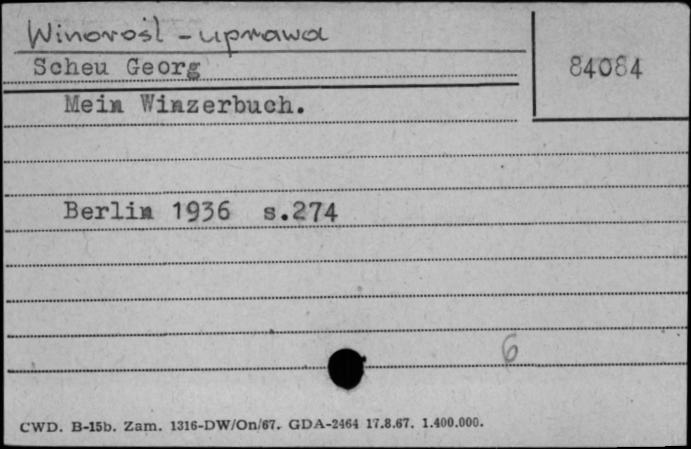 Winorośl - uprawa
Scheu Georg
84084
Mein Winzerbuch.
Berlin 1936 s.274
6
CWD. B-15b. Zam. 1316-DW/On/67. GDA-2464 17.8.67. 1.400.000.